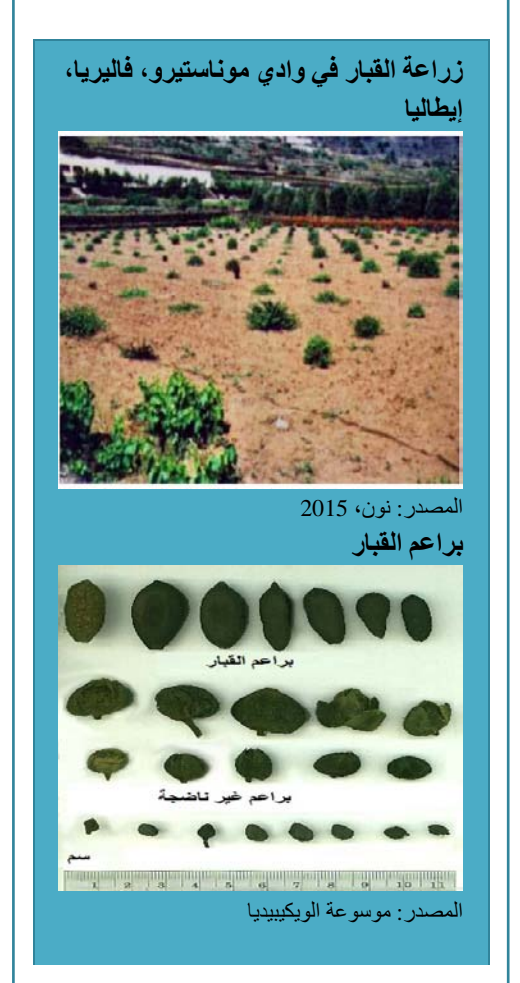 زراعة القبار في وادي موناستيرو، فاليريا،
إيطاليا
المصدر: نون، 2015
براعم القبار
براعم القبار
براعم غير ناضجة
سم
1 2 3 4 5 6 7 8 9 10 11
المصدر: موسوعة الويكيبيديا